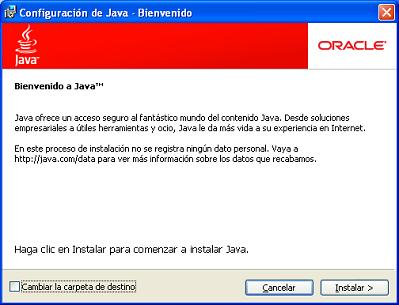 Configuración de Java - Bienvenido
Java™
ORACLE
Bienvenido a Java™
Java ofrece un acceso seguro al fantástico mundo del contenido Java. Desde soluciones
empresariales a útiles herramientas y ocio, Java le da más vida a su experiencia en Internet.
En este proceso de instalación no se registra ningún dato personal. Vaya a
http://java.com/data para ver más información sobre los datos que recabamos.
Haga clic en Instalar para comenzar a instalar Java.
Cambiar la carpeta de destino
Cancelar
Instalar >